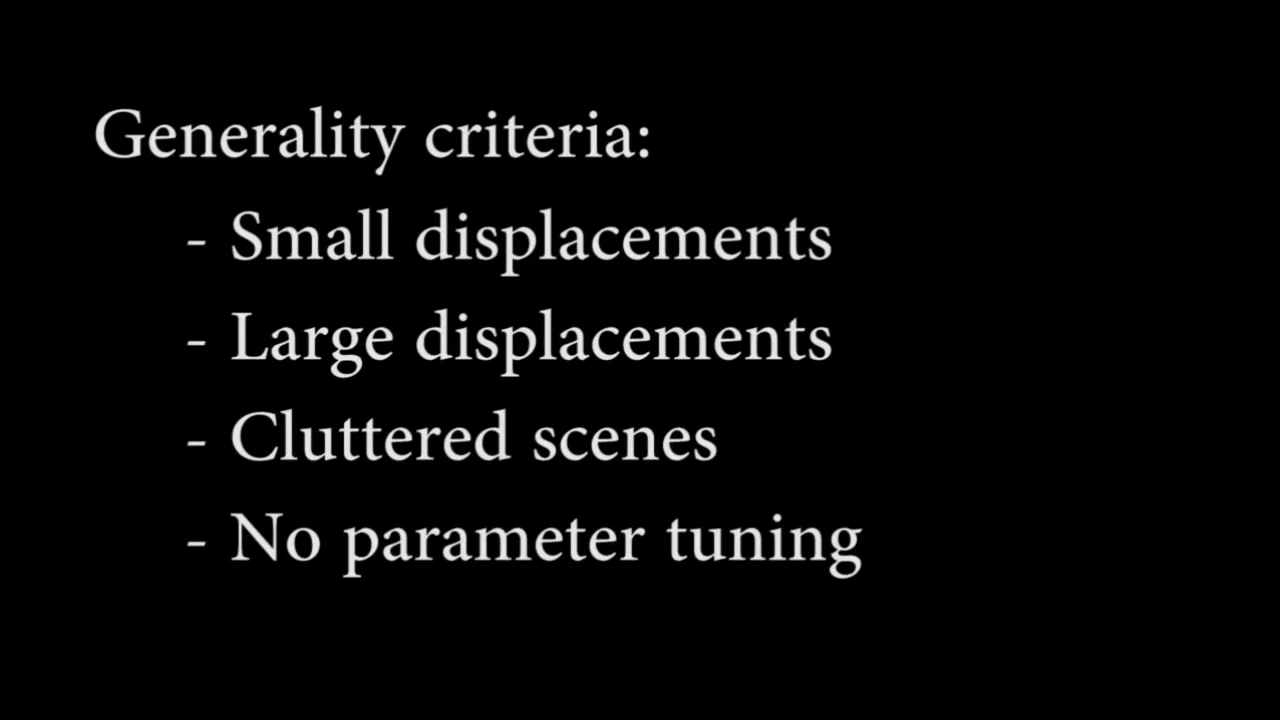 Generality criteria:
- Small displacements
- Large displacements
- Cluttered scenes
- No parameter tuning